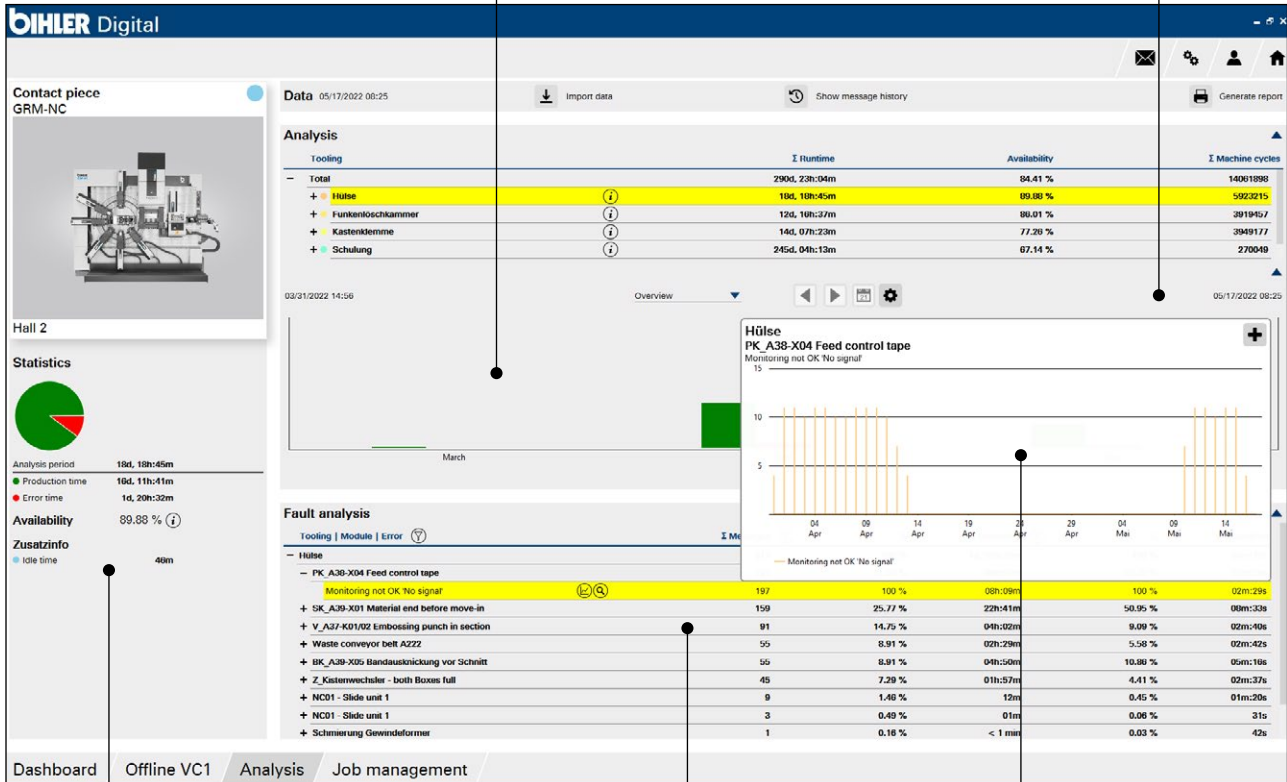 BIHLER Digital
Contact piece
GRM-NC
Hall 2
Statistics
Analysis period 18d, 18h:45m
Production time 16d, 11h:41m
Error time 1d, 20h:32m
Availability 89.88 %
Zusatzinfo
Idle time 46m
Data 05/17/2022 08:25 Import data Show message history Generate report
Analysis
Tooling Σ Runtime Availability Σ Machine cycles
− Total 290d, 23h:04m 84.41 % 14061898
+ Hülse i 18d, 18h:45m 89.88 % 5923215
+ Funkenlöschkammer i 12d, 16h:37m 86.01 % 3919457
+ Kastenklemme i 14d, 07h:23m 77.26 % 3949177
+ Schulung i 245d, 04h:13m 67.14 % 270049
03/31/2022 14:56 Overview 21 05/17/2022 08:25
March
Hülse
PK_A38-X04 Feed control tape
Monitoring not OK 'No signal'
15
10
5
04 09 14 19 24 29 04 09 14
Apr Apr Apr Apr Apr Apr Mai Mai Mai
Monitoring not OK 'No signal'
Fault analysis
Tooling | Module | Error Σ Me
− Hülse
− PK_A38-X04 Feed control tape
Monitoring not OK 'No signal' 197 100 % 08h:09m 100 % 02m:29s
+ SK_A39-X01 Material end before move-in 159 25.77 % 22h:41m 50.95 % 08m:33s
+ V_A37-K01/02 Embossing punch in section 91 14.75 % 04h:02m 9.09 % 02m:40s
+ Waste conveyor belt A222 55 8.91 % 02h:29m 5.58 % 02m:42s
+ BK_A39-X05 Bandausknickung vor Schnitt 55 8.91 % 04h:50m 10.86 % 05m:16s
+ Z_Kistenwechsler - both Boxes full 45 7.29 % 01h:57m 4.41 % 02m:37s
+ NC01 - Slide unit 1 9 1.46 % 12m 0.45 % 01m:20s
+ NC01 - Slide unit 1 3 0.49 % 01m 0.06 % 31s
+ Schmierung Gewindeformer 1 0.16 % < 1 min 0.03 % 42s
Dashboard Offline VC1 Analysis Job management